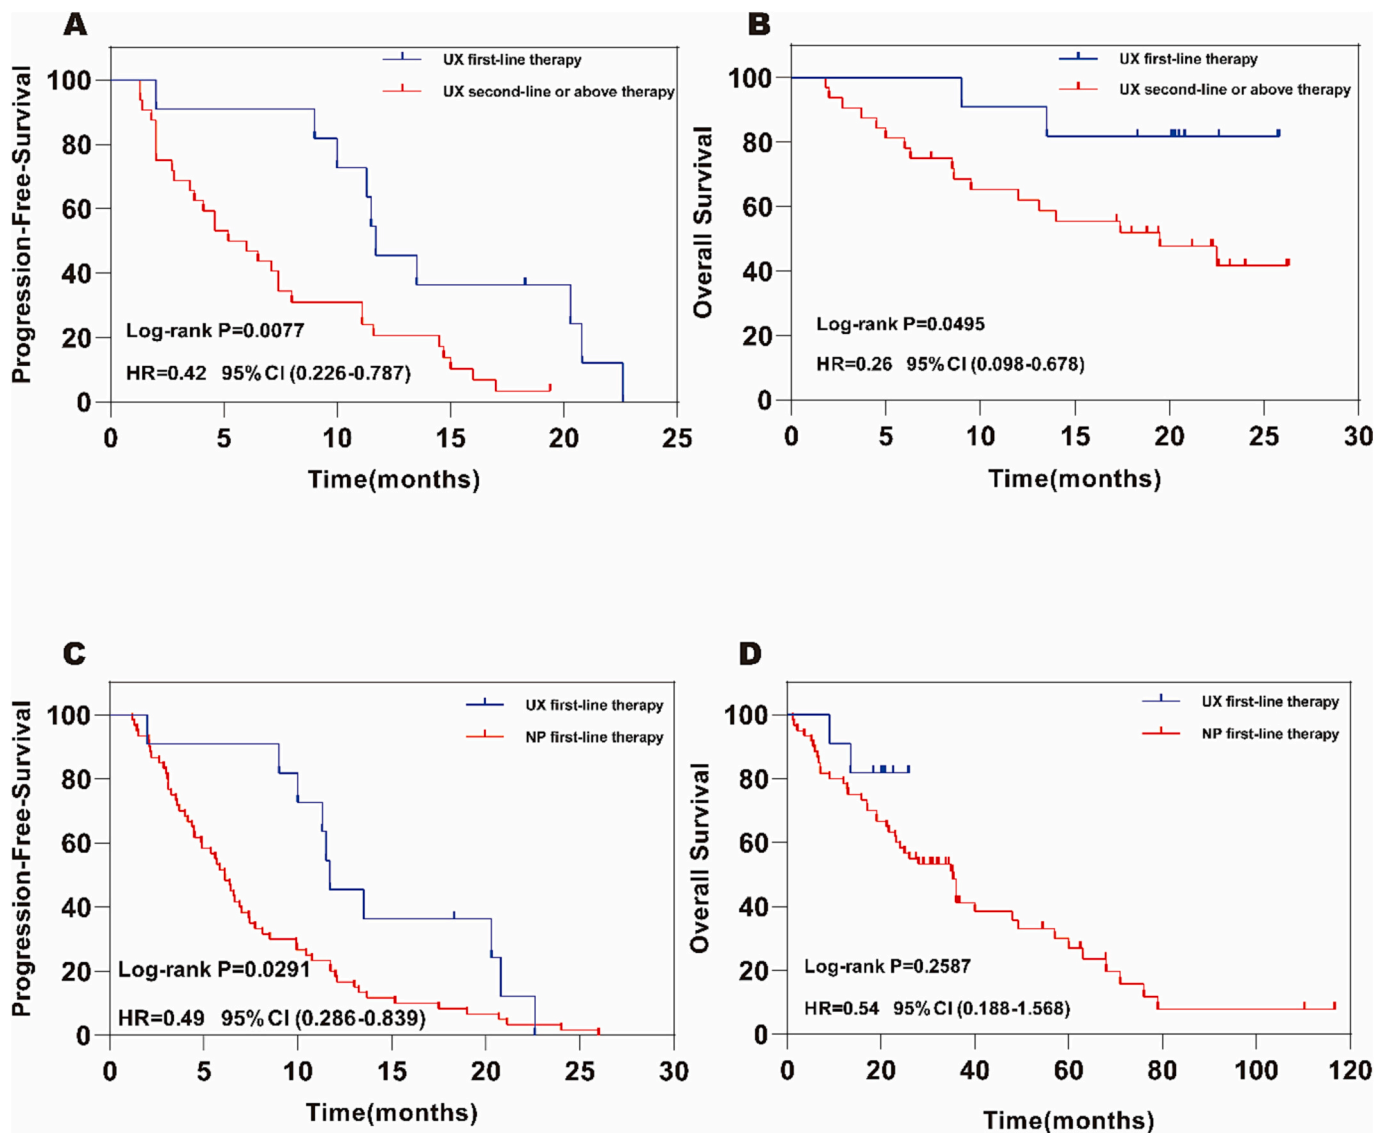 A
Progression-Free-Survival
100
80
60
40
20
0
UX first-line therapy
UX second-line or above therapy
Log-rank P=0.0077
HR=0.42 95% CI (0.226-0.787)
0 5 10 15 20 25
Time(months)
B
Overall Survival
100
80
60
40
20
0
UX first-line therapy
UX second-line or above therapy
Log-rank P=0.0495
HR=0.26 95% CI (0.098-0.678)
0 5 10 15 20 25 30
Time(months)
C
Progression-Free-Survival
100
80
60
40
20
0
UX first-line therapy
NP first-line therapy
Log-rank P=0.0291
HR=0.49 95% CI (0.286-0.839)
0 5 10 15 20 25 30
Time(months)
D
Overall Survival
100
80
60
40
20
0
UX first-line therapy
NP first-line therapy
Log-rank P=0.2587
HR=0.54 95% CI (0.188-1.568)
0 20 40 60 80 100 120
Time(months)